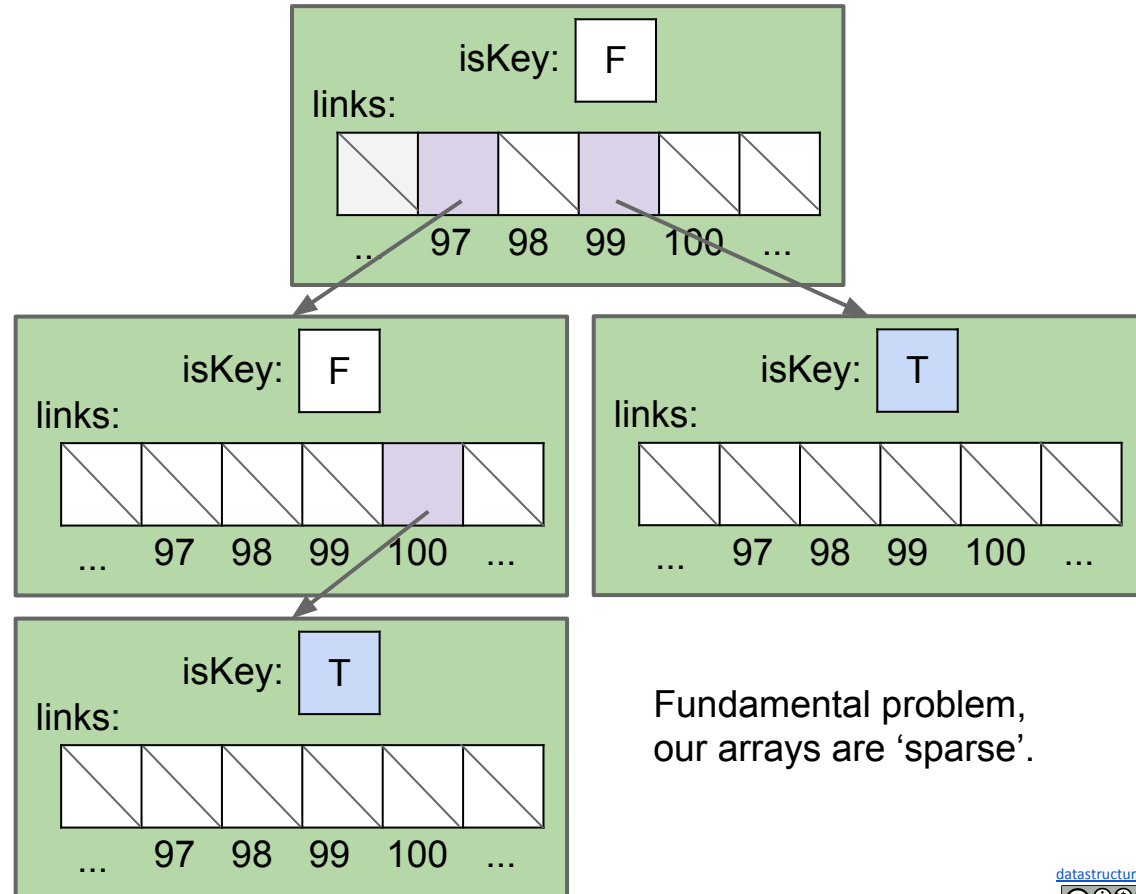 isKey: F
links:
... 97 98 99 100 ...
isKey: F
links:
... 97 98 99 100 ...
isKey: T
links:
... 97 98 99 100 ...
isKey: T
links:
... 97 98 99 100 ...
Fundamental problem,
our arrays are ‘sparse’.